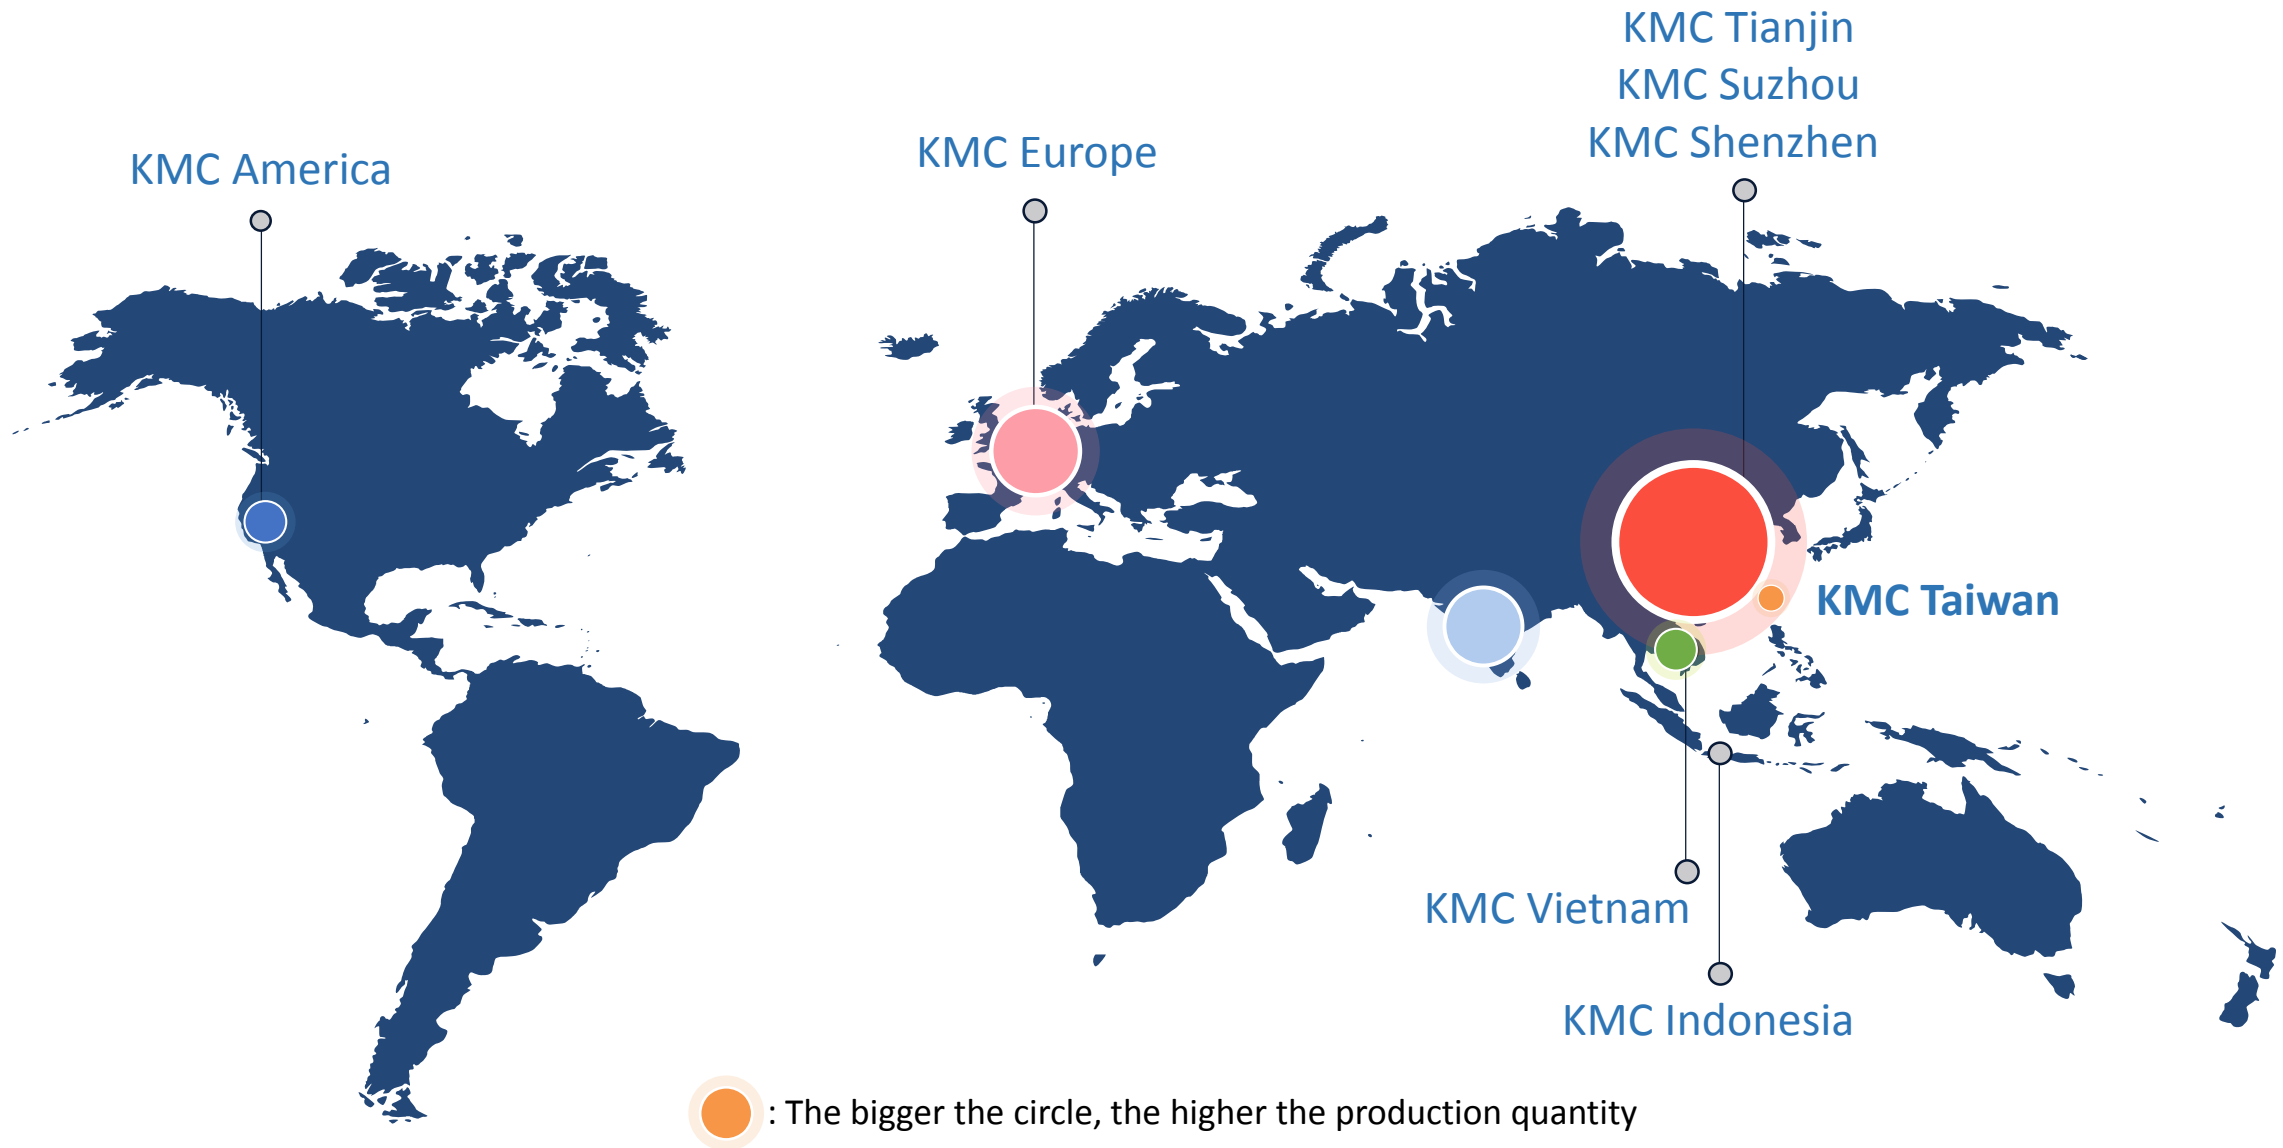 KMC Tianjin
KMC Suzhou
KMC Shenzhen
KMC America
KMC Europe
KMC Taiwan
KMC Vietnam
KMC Indonesia
: The bigger the circle, the higher the production quantity